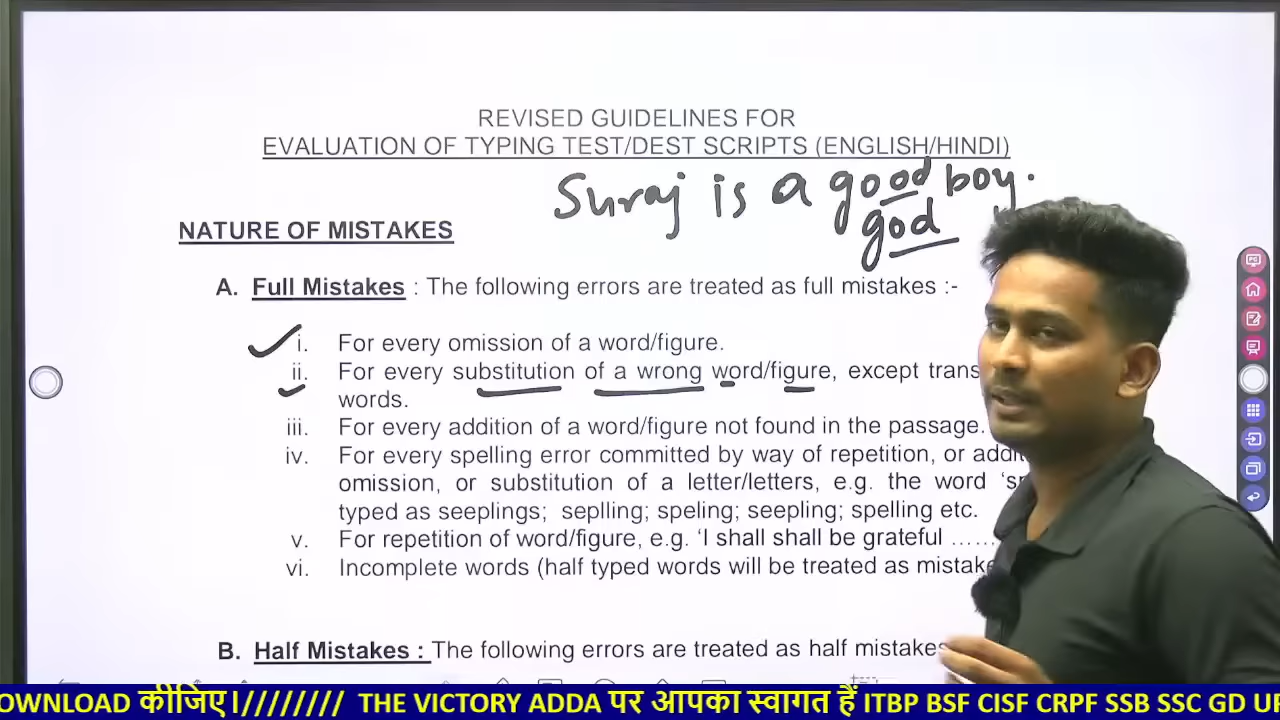 REVISED GUIDELINES FOR
EVALUATION OF TYPING TEST/DEST SCRIPTS (ENGLISH/HINDI)
Suraj is a good boy.
god
NATURE OF MISTAKES
A. Full Mistakes : The following errors are treated as full mistakes :-
i. For every omission of a word/figure.
ii. For every substitution of a wrong word/figure, except trans
words.
iii. For every addition of a word/figure not found in the passage.
iv. For every spelling error committed by way of repetition, or addit
omission, or substitution of a letter/letters, e.g. the word ‘sp
typed as seeplings; seplling; speling; seepling; spelling etc.
v. For repetition of word/figure, e.g. ‘I shall shall be grateful ……
vi. Incomplete words (half typed words will be treated as mistake
B. Half Mistakes : The following errors are treated as half mistakes
OWNLOAD कीजिए।//////// THE VICTORY ADDA पर आपका स्वागत हैं ITBP BSF CISF CRPF SSB SSC GD UP